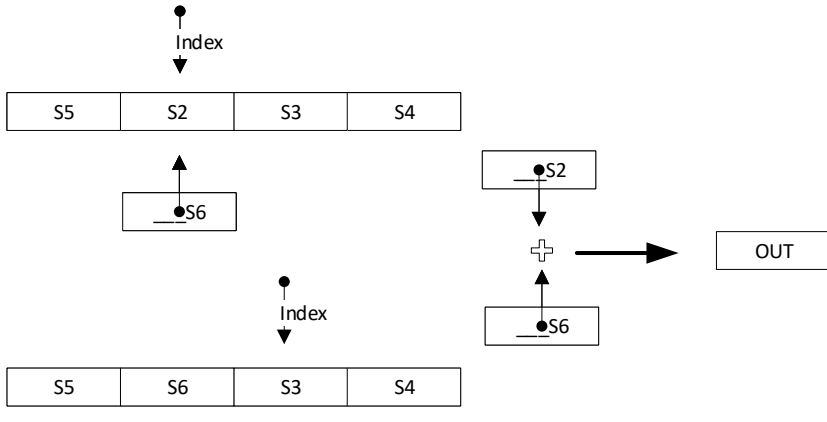 Index
S5 S2 S3 S4
___S2
___S6
OUT
Index
___S6
S5 S6 S3 S4